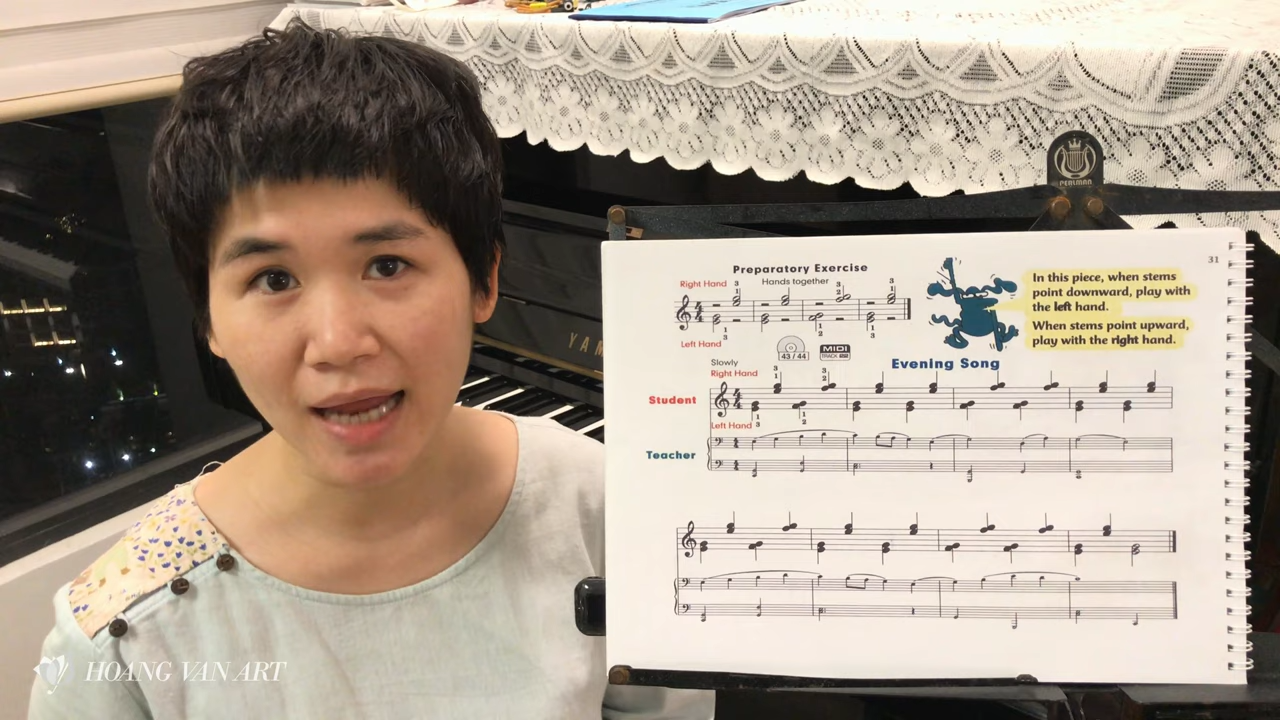 PERLMAN
31
Preparatory Exercise
Right Hand
Hands together
Left Hand
In this piece, when stems
point downward, play with
the left hand.
When stems point upward,
play with the right hand.
43 / 44
MIDI
Evening Song
Slowly
Right Hand
Student
Left Hand
Teacher
YAM
HOANG VAN ART